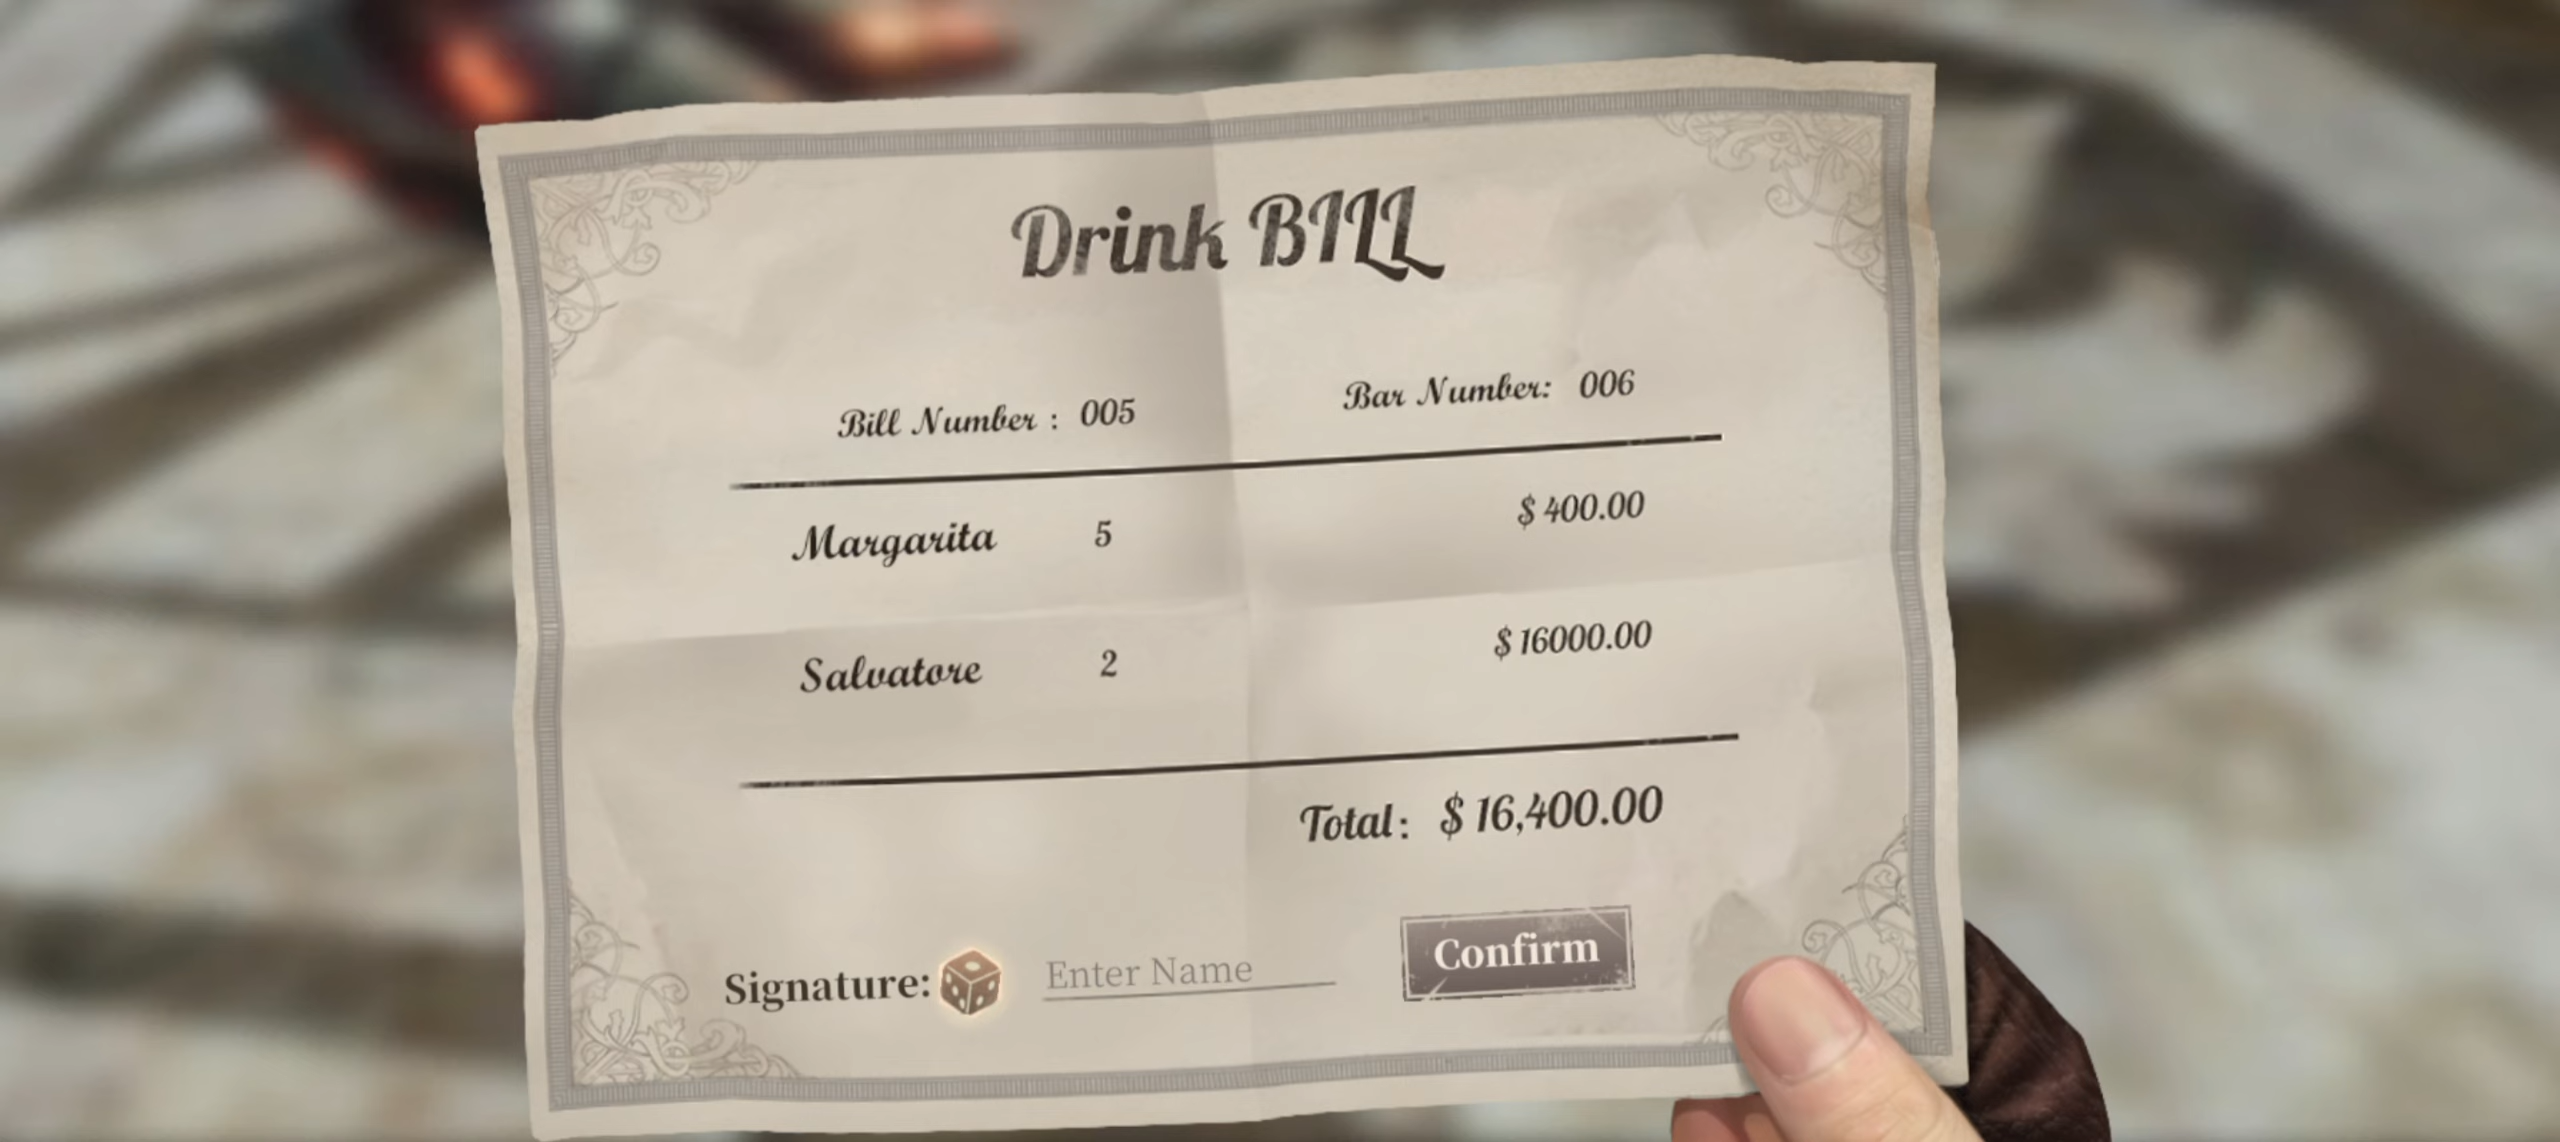 Drink BILL
Bill Number : 005 Bar Number: 006
Margarita 5 $ 400.00
Salvatore 2 $ 16000.00
Total: $ 16,400.00
Signature: Enter Name Confirm